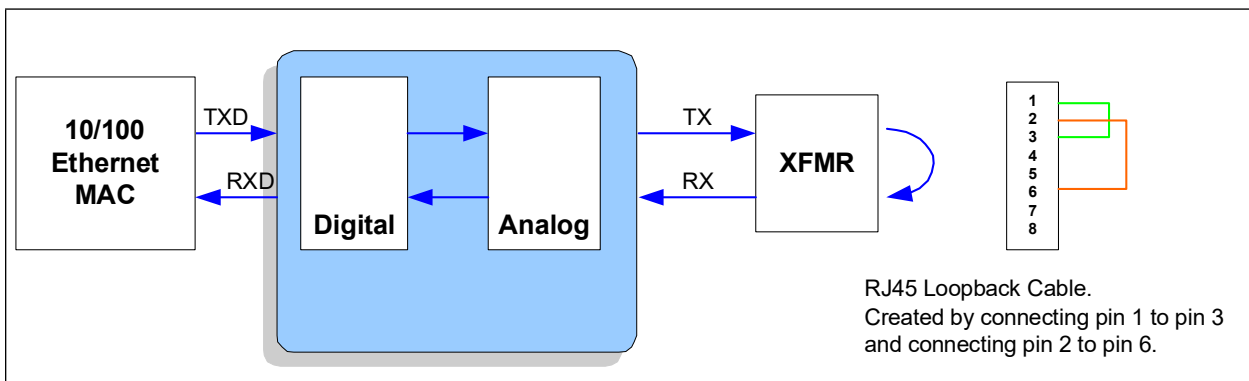 10/100
Ethernet
MAC
TXD
RXD
Digital
Analog
TX
RX
XFMR
1
2
3
4
5
6
7
8
RJ45 Loopback Cable.
Created by connecting pin 1 to pin 3
and connecting pin 2 to pin 6.